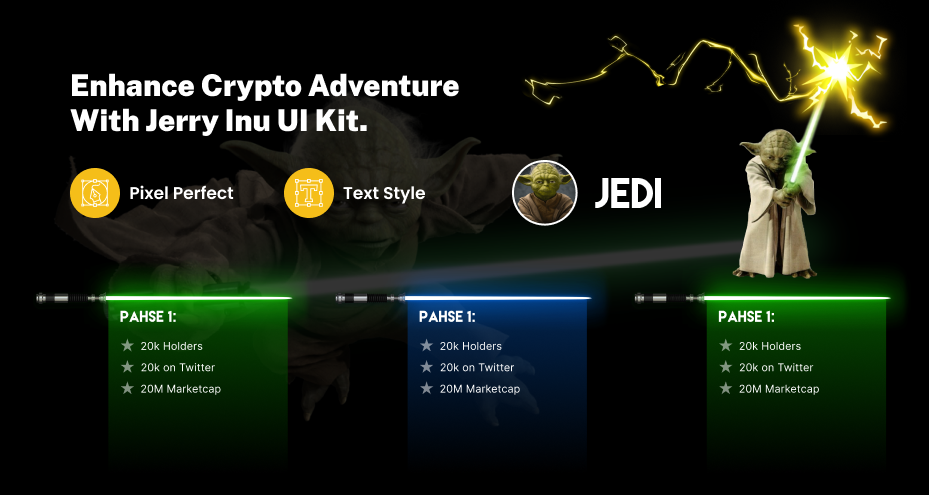 Enhance Crypto Adventure
With Jerry Inu UI Kit.
Pixel Perfect
Text Style
JEDI
PAHSE 1:
20k Holders
20k on Twitter
20M Marketcap
PAHSE 1:
20k Holders
20k on Twitter
20M Marketcap
PAHSE 1:
20k Holders
20k on Twitter
20M Marketcap